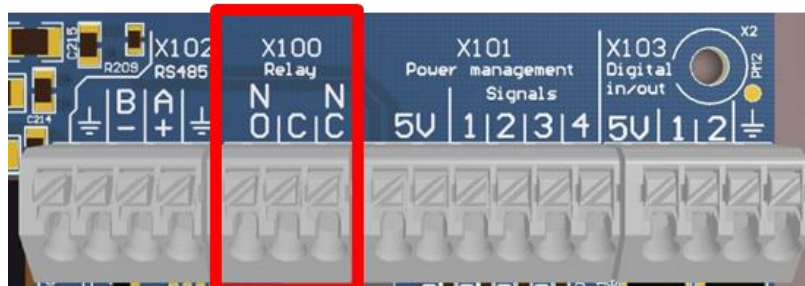 C215
R209
C214
X102
RS485
B A
- +
X100
Relay
N N
O|C|C
X101
Power management
Signals
5V |1|2|3|4
X103
Digital
in/out
5V|1|2|
X2
PM2